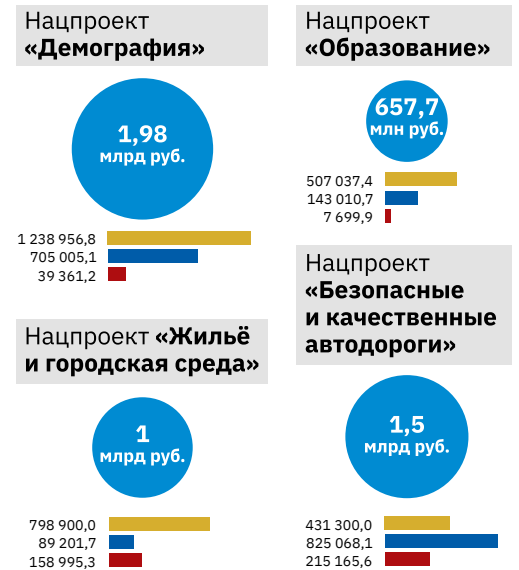 Нацпроект
«Демография»
1,98
млрд руб.
1 238 956,8
705 005,1
39 361,2
Нацпроект
«Образование»
657,7
млн руб.
507 037,4
143 010,7
7 699,9
Нацпроект «Жильё
и городская среда»
1
млрд руб.
798 900,0
89 201,7
158 995,3
Нацпроект
«Безопасные
и качественные
автодороги»
1,5
млрд руб.
431 300,0
825 068,1
215 165,6